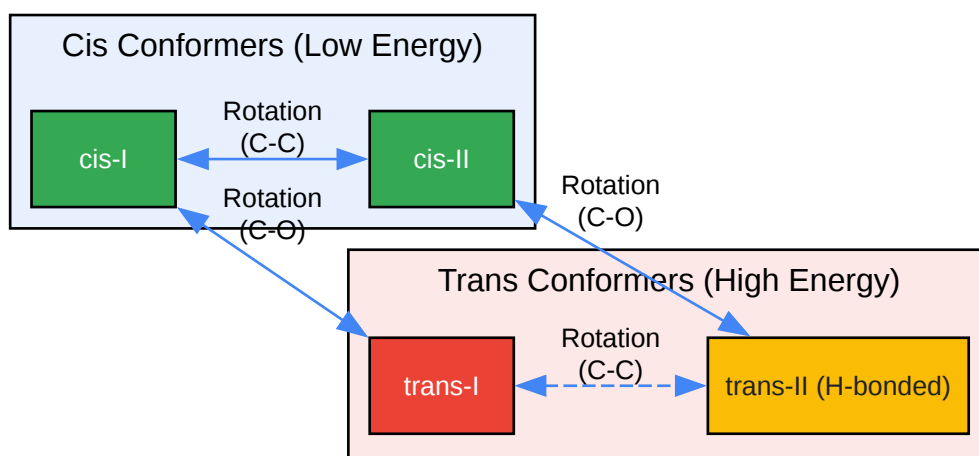 Cis Conformers (Low Energy)
Rotation
(C-C)
cis-I
cis-II
Rotation
(C-O)
Rotation
(C-O)
Trans Conformers (High Energy)
Rotation
(C-C)
trans-I
trans-II (H-bonded)